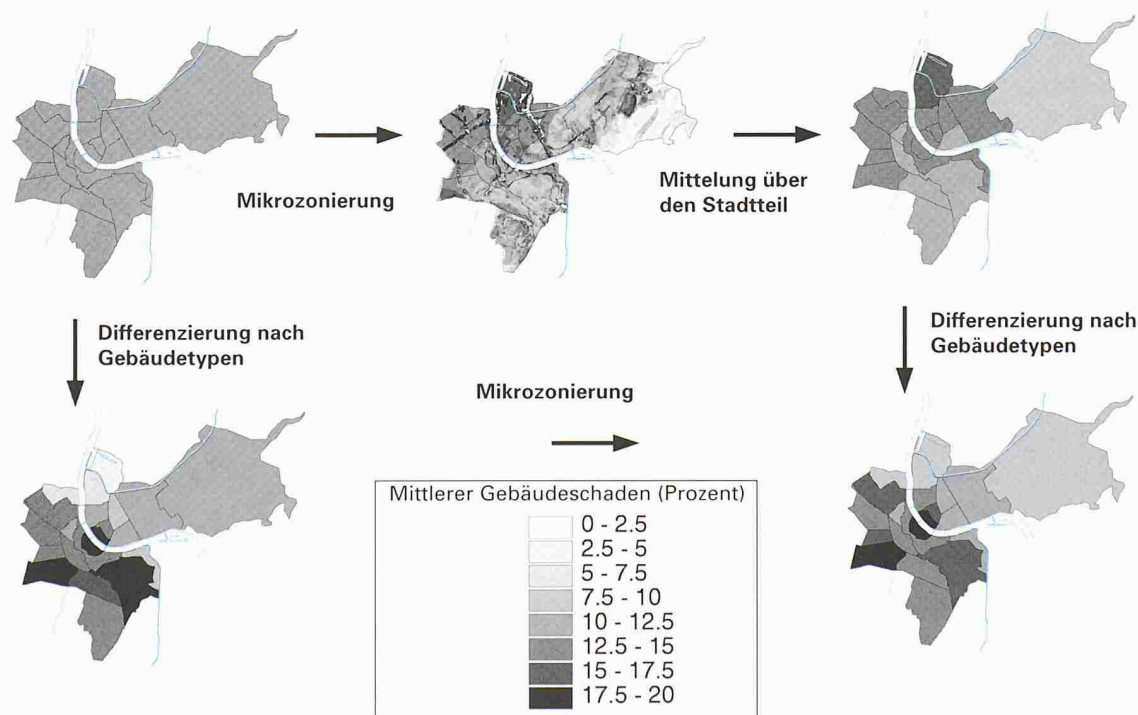 Mikrozonierung
Mittelung über
den Stadtteil
Differenzierung nach
Gebäudetypen
Differenzierung nach
Gebäudetypen
Mikrozonierung
Mittlerer Gebäudeschaden (Prozent)
0 - 2.5
2.5 - 5
5 - 7.5
7.5 - 10
10 - 12.5
12.5 - 15
15 - 17.5
17.5 - 20